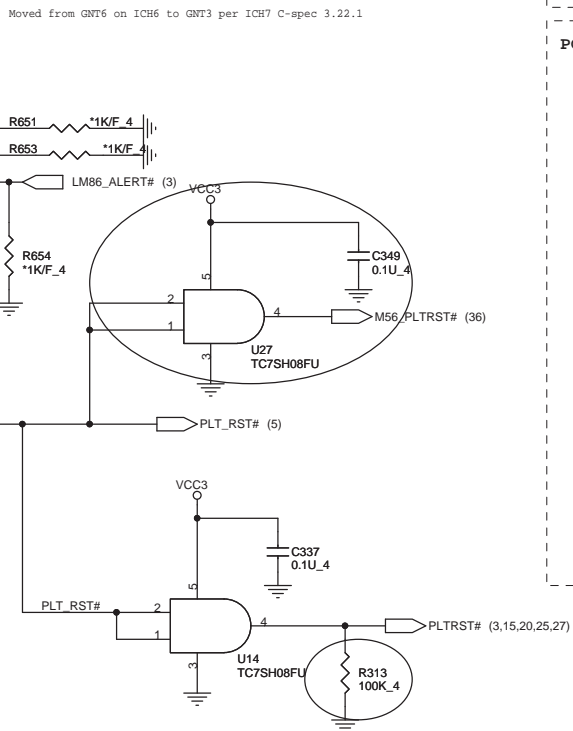 Moved from GNT6 on ICH6 to GNT3 per ICH7 C-spec 3.22.1
R651 *1K/F_4
R653 *1K/F_4
LM86_ALERT# (3)
VCC3
R654
*1K/F_4
C349
0.1U_4
5
2
1
4
M56_PLTRST# (36)
3
U27
TC7SH08FU
PLT_RST# (5)
VCC3
C337
0.1U_4
5
PLT_RST#
2
1
4
PLTRST# (3,15,20,25,27)
3
U14
TC7SH08FU
R313
100K_4